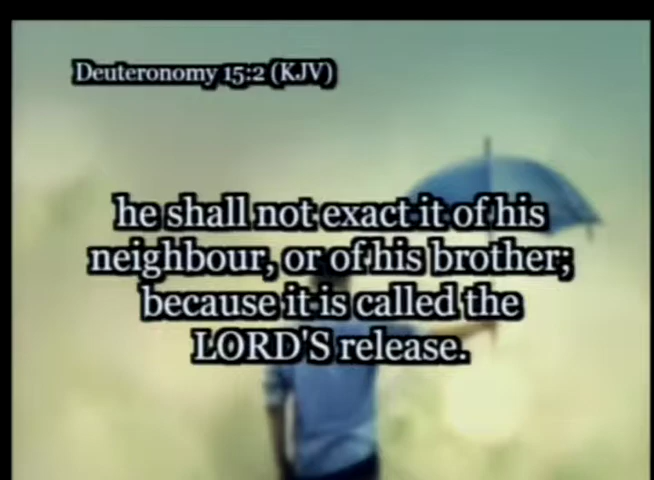 Deuteronomy 15:2 (KJV)
he shall not exact it of his
neighbour, or of his brother;
because it is called the
LORD'S release.